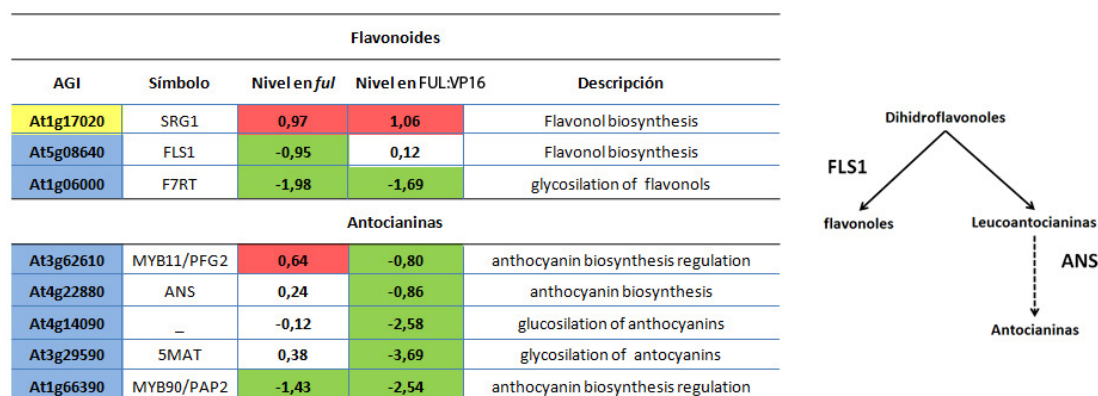 Flavonoides
AGI Símbolo Nivel en ful Nivel en FUL:VP16 Descripción
At1g17020 SRG1 0,97 1,06 Flavonol biosynthesis
At5g08640 FLS1 -0,95 0,12 Flavonol biosynthesis
At1g06000 F7RT -1,98 -1,69 glycosilation of flavonols
Antocianinas
At3g62610 MYB11/PFG2 0,64 -0,80 anthocyanin biosynthesis regulation
At4g22880 ANS 0,24 -0,86 anthocyanin biosynthesis
At4g14090 _ -0,12 -2,58 glucosilation of anthocyanins
At3g29590 5MAT 0,38 -3,69 glycosilation of antocyanins
At1g66390 MYB90/PAP2 -1,43 -2,54 anthocyanin biosynthesis regulation
Dihidroflavonoles
FLS1
flavonoles Leucoantocianinas
ANS
Antocianinas